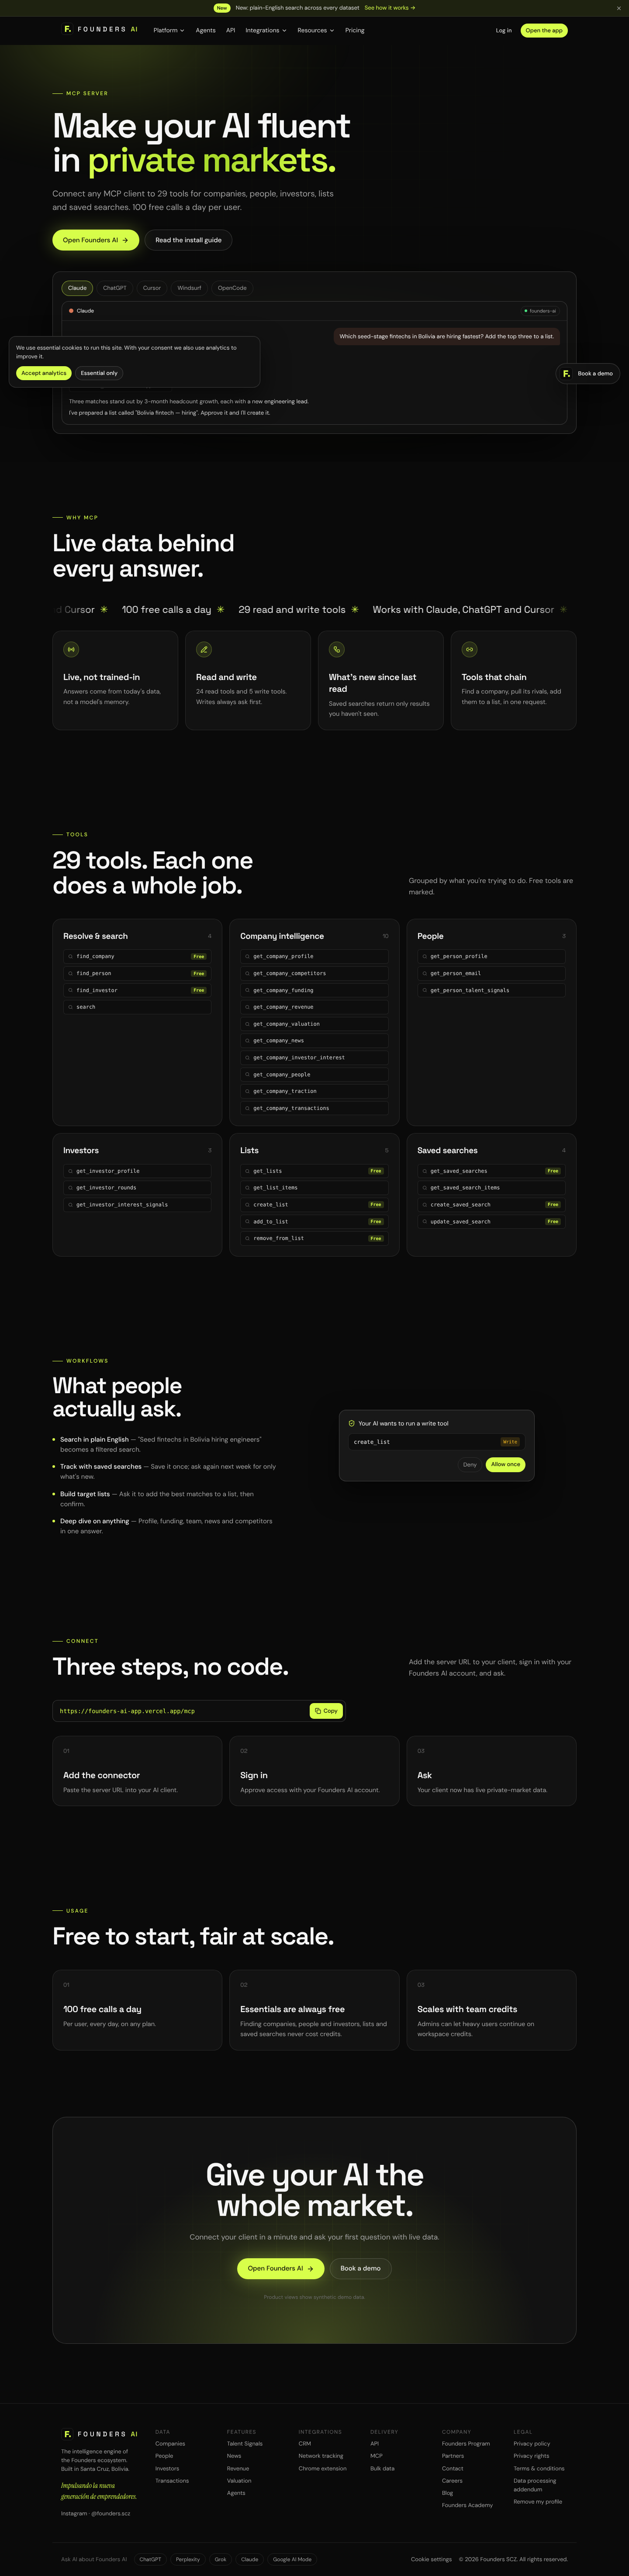 New New: plain-English search across every dataset See how it works →
FOUNDERS AI Platform Agents API Integrations Resources Pricing Log in Open the app
MCP SERVER
Make your AI fluent
in private markets.
Connect any MCP client to 29 tools for companies, people, investors, lists
and saved searches. 100 free calls a day per user.
Open Founders AI → Read the install guide
Claude ChatGPT Cursor Windsurf OpenCode
Claude founders-ai
Which seed-stage fintechs in Bolivia are hiring fastest? Add the top three to a list.
We use essential cookies to run this site. With your consent we also use analytics to
improve it.
Accept analytics Essential only
F. Book a demo
Three matches stand out by 3-month headcount growth, each with a new engineering lead.
I've prepared a list called "Bolivia fintech — hiring". Approve it and I'll create it.
WHY MCP
Live data behind
every answer.
d Cursor 100 free calls a day 29 read and write tools Works with Claude, ChatGPT and Cursor
Live, not trained-in
Answers come from today's data,
not a model's memory.
Read and write
24 read tools and 5 write tools.
Writes always ask first.
What's new since last
read
Saved searches return only results
you haven't seen.
Tools that chain
Find a company, pull its rivals, add
them to a list, in one request.
TOOLS
29 tools. Each one
does a whole job.
Grouped by what you're trying to do. Free tools are
marked.
Resolve & search 4
find_company Free
find_person Free
find_investor Free
search
Company intelligence 10
get_company_profile
get_company_competitors
get_company_funding
get_company_revenue
get_company_valuation
get_company_news
get_company_investor_interest
get_company_people
get_company_traction
get_company_transactions
People 3
get_person_profile
get_person_email
get_person_talent_signals
Investors 3
get_investor_profile
get_investor_rounds
get_investor_interest_signals
Lists 5
get_lists Free
get_list_items
create_list Free
add_to_list Free
remove_from_list Free
Saved searches 4
get_saved_searches Free
get_saved_search_items
create_saved_search Free
update_saved_search Free
WORKFLOWS
What people
actually ask.
Search in plain English — "Seed fintechs in Bolivia hiring engineers"
becomes a filtered search.
Track with saved searches — Save it once; ask again next week for only
what's new.
Build target lists — Ask it to add the best matches to a list, then
confirm.
Deep dive on anything — Profile, funding, team, news and competitors
in one answer.
Your AI wants to run a write tool
create_list Write
Deny Allow once
CONNECT
Three steps, no code.
Add the server URL to your client, sign in with your
Founders AI account, and ask.
https://founders-ai-app.vercel.app/mcp Copy
01
Add the connector
Paste the server URL into your AI client.
02
Sign in
Approve access with your Founders AI account.
03
Ask
Your client now has live private-market data.
USAGE
Free to start, fair at scale.
01
100 free calls a day
Per user, every day, on any plan.
02
Essentials are always free
Finding companies, people and investors, lists and
saved searches never cost credits.
03
Scales with team credits
Admins can let heavy users continue on
workspace credits.
Give your AI the
whole market.
Connect your client in a minute and ask your first question with live data.
Open Founders AI → Book a demo
Product views show synthetic demo data.
FOUNDERS AI
The intelligence engine of
the Founders ecosystem.
Built in Santa Cruz, Bolivia.
Impulsando la nueva
generación de emprendedores.
Instagram · @founders.scz
DATA
Companies
People
Investors
Transactions
FEATURES
Talent Signals
News
Revenue
Valuation
Agents
INTEGRATIONS
CRM
Network tracking
Chrome extension
DELIVERY
API
MCP
Bulk data
COMPANY
Founders Program
Partners
Contact
Careers
Blog
Founders Academy
LEGAL
Privacy policy
Privacy rights
Terms & conditions
Data processing
addendum
Remove my profile
Ask AI about Founders AI ChatGPT Perplexity Grok Claude Google AI Mode
Cookie settings © 2026 Founders SCZ. All rights reserved.